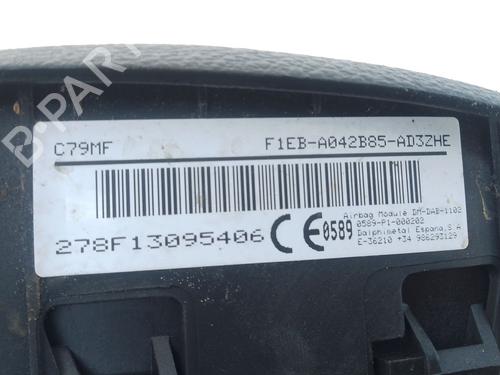 B-PARTS
C79MF F1EB-A042B85-AD3ZHE
278F13095406
CE 0589
Airbag Module DM-DAB-1102
0589-P1-000202
Dalphimetal Espana,S.A
E-36210 +34 986293129